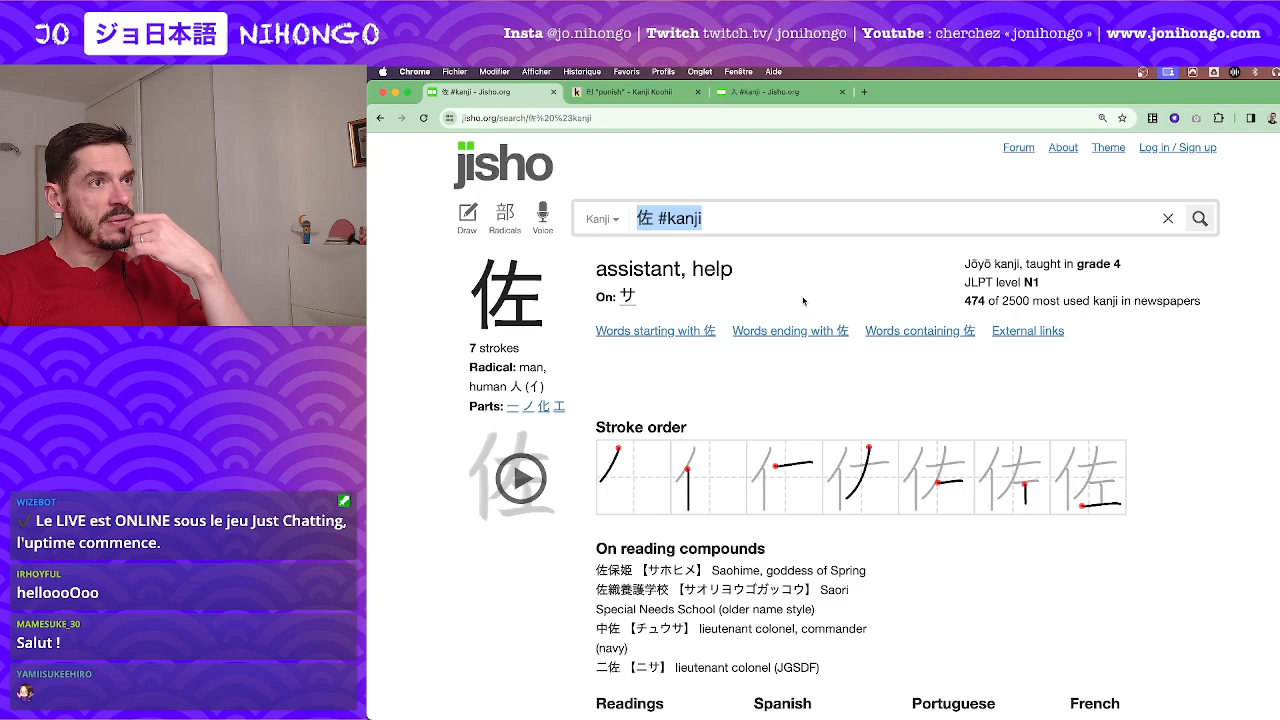 JO ジョ日本語 NIHONGO
Insta @jo.nihongo | Twitch twitch.tv/ jonihongo | Youtube : cherchez « jonihongo » | www.jonihongo.com
Chrome Fichier Modifier Afficher Historique Favoris Profils Onglet Fenêtre Aide
佐 #kanji - Jisho.org
"punish" - Kanji Koohii
人 #kanji - Jisho.org
jisho.org/search/佐%20%23kanji
jisho
Forum About Theme Log in / Sign up
Draw
部 Radicals
Voice
Kanji
佐 #kanji
佐
7 strokes
Radical: man,
human 人 (亻)
Parts: 一 ノ 化 工
assistant, help
On: サ
Jōyō kanji, taught in grade 4
JLPT level N1
474 of 2500 most used kanji in newspapers
Words starting with 佐 Words ending with 佐 Words containing 佐 External links
Stroke order
佐
On reading compounds
佐保姫 【サホヒメ】 Saohime, goddess of Spring
佐織養護学校 【サオリヨウゴガッコウ】 Saori
Special Needs School (older name style)
中佐 【チュウサ】 lieutenant colonel, commander
(navy)
二佐 【ニサ】 lieutenant colonel (JGSDF)
Readings Spanish Portuguese French
WIZEBOT
Le LIVE est ONLINE sous le jeu Just Chatting,
l'uptime commence.
IRHOYFUL
helloooOoo
MAMESUKE_30
Salut !
YAMIISUKEEHIRO